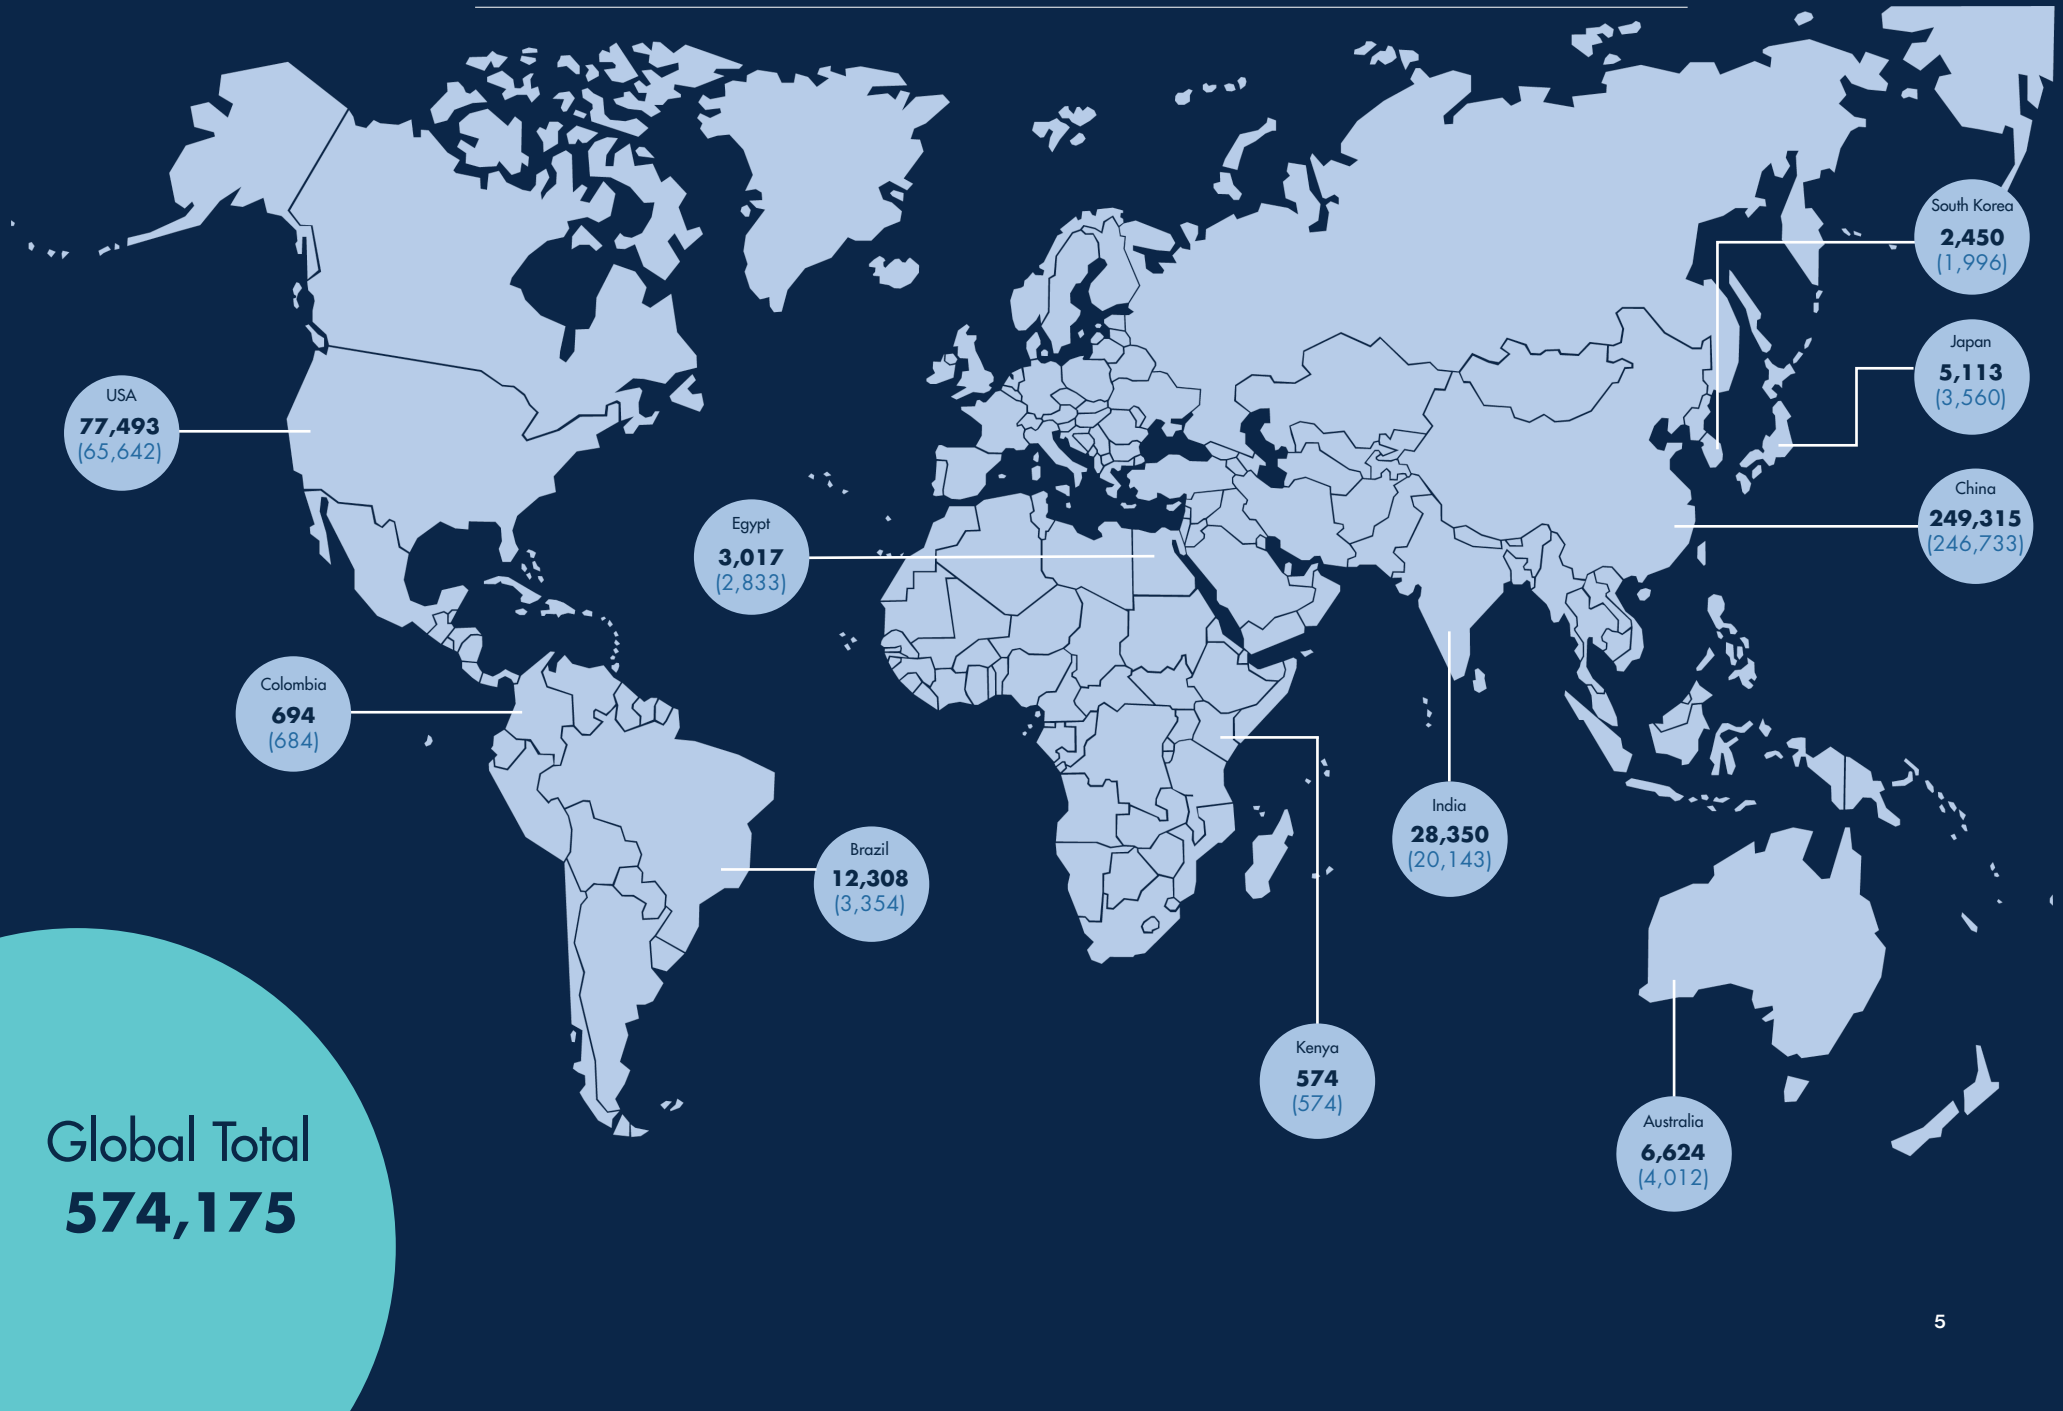 South Korea
2,450
(1,996)
Japan
5,113
(3,560)
USA
77,493
(65,642)
China
249,315
(246,733)
Egypt
3,017
(2,833)
Colombia
694
(684)
India
28,350
(20,143)
Brazil
12,308
(3,354)
Kenya
574
(574)
Australia
6,624
(4,012)
Global Total
574,175
5